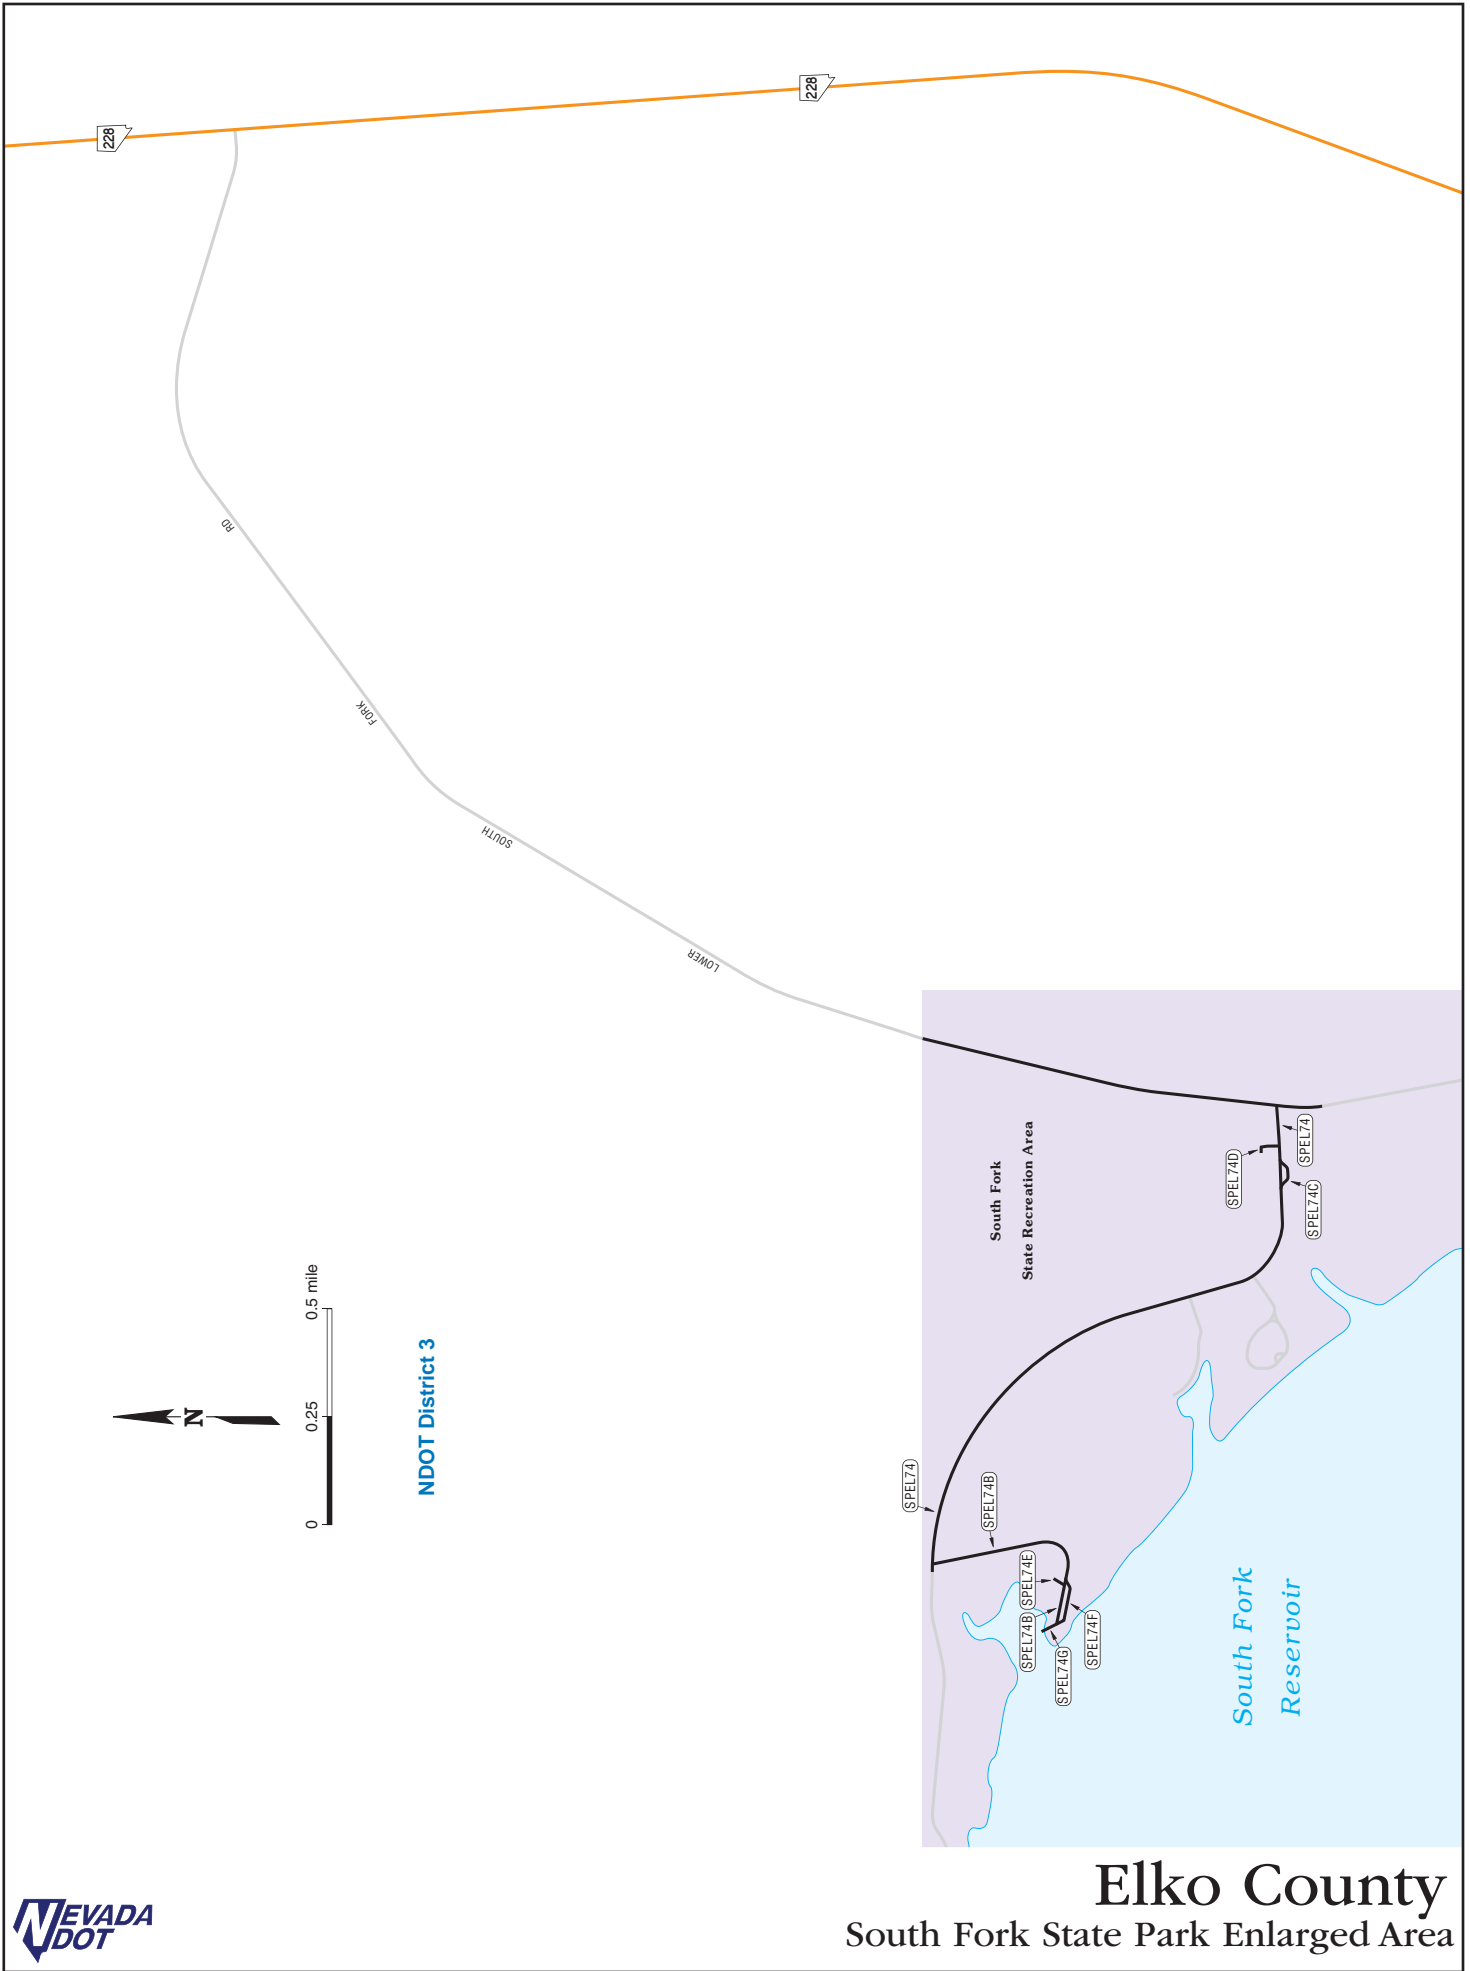 228
228
RD
FORK
SOUTH
LOWER
South Fork
State Recreation Area
SPEL74
SPEL74D
SPEL74C
0 0.25 0.5 mile
N
NDOT District 3
SPEL74
SPEL74B
SPEL74E
SPEL74B
SPEL74F
SPEL74G
South Fork
Reservoir
Elko County
South Fork State Park Enlarged Area
NEVADA
DOT